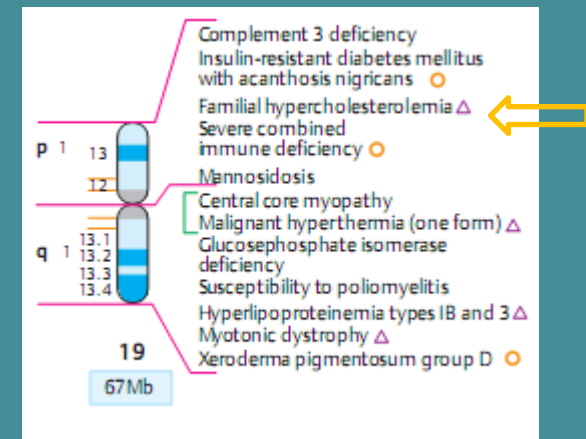 Complement 3 deficiency
Insulin-resistant diabetes mellitus
with acanthosis nigricans
Familial hypercholesterolemia
Severe combined
immune deficiency
Mannosidosis
Central core myopathy
Malignant hyperthermia (one form)
Glucosephosphate isomerase
deficiency
Susceptibility to poliomyelitis
Hyperlipoproteinemia types IB and 3
Myotonic dystrophy
Xeroderma pigmentosum group D
p 1 13
12
13.1
q 1 13.2
13.3
13.4
19
67Mb